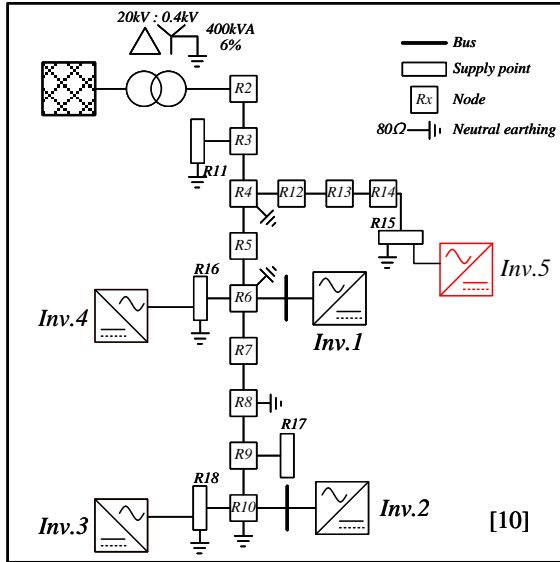 20kV : 0.4kV
400kVA
6%
Bus
Supply point
Rx Node
80Ω Neutral earthing
R2
R3
R11
R4 R12 R13 R14
R15
R5
Inv.5
R16
R6
Inv.4
Inv.1
R7
R8
R17
R9
R18
R10
Inv.3
Inv.2
[10]